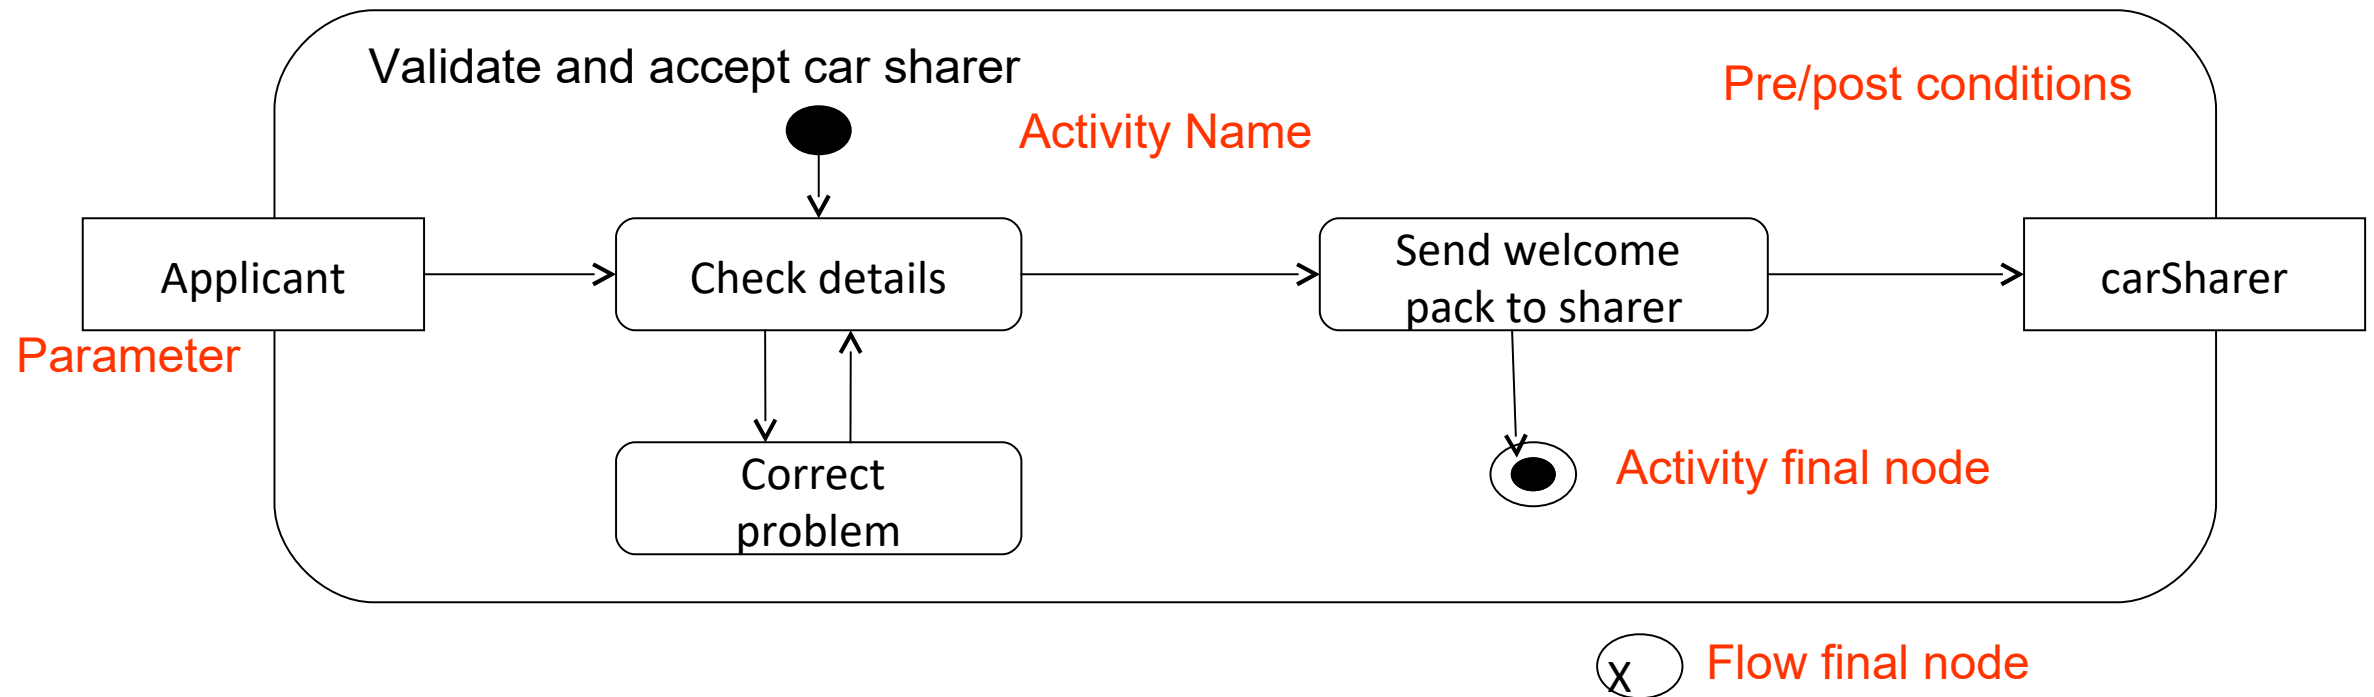 Validate and accept car sharer
Pre/post conditions
Activity Name
Applicant
Check details
Send welcome
pack to sharer
carSharer
Parameter
Correct
problem
Activity final node
X
Flow final node